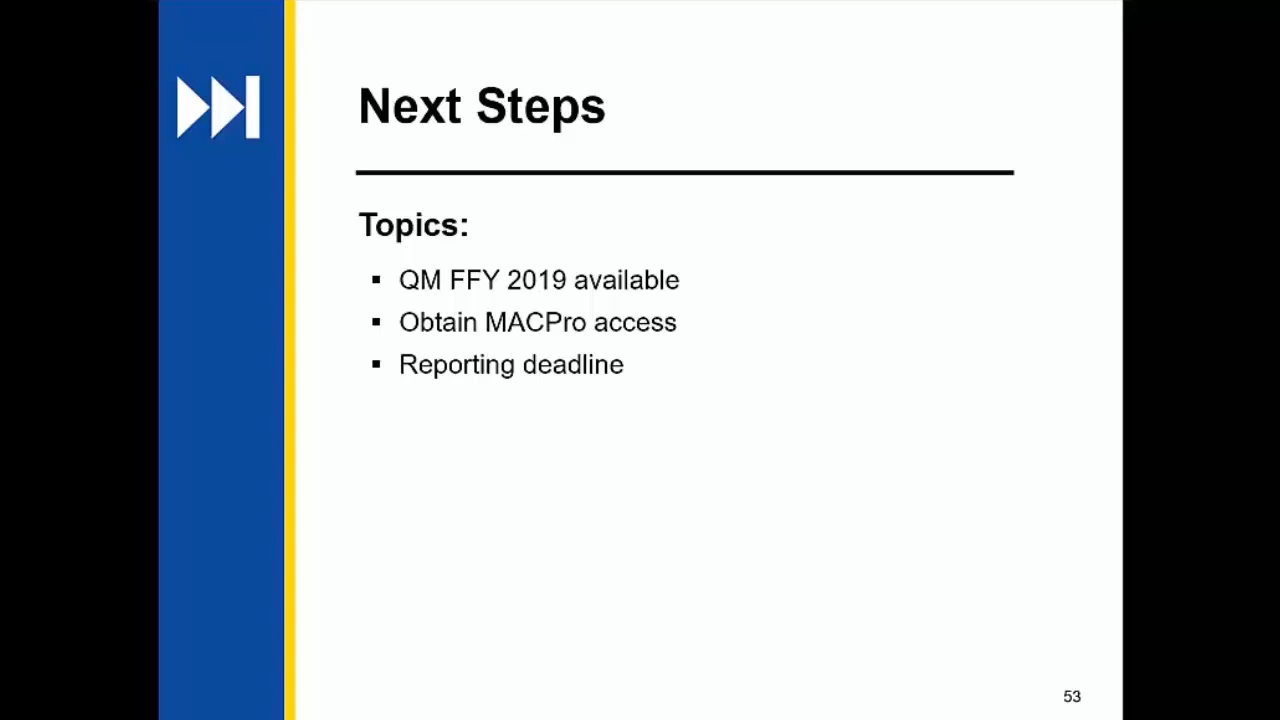 Next Steps
Topics:
▪ QM FFY 2019 available
▪ Obtain MACPro access
▪ Reporting deadline
53